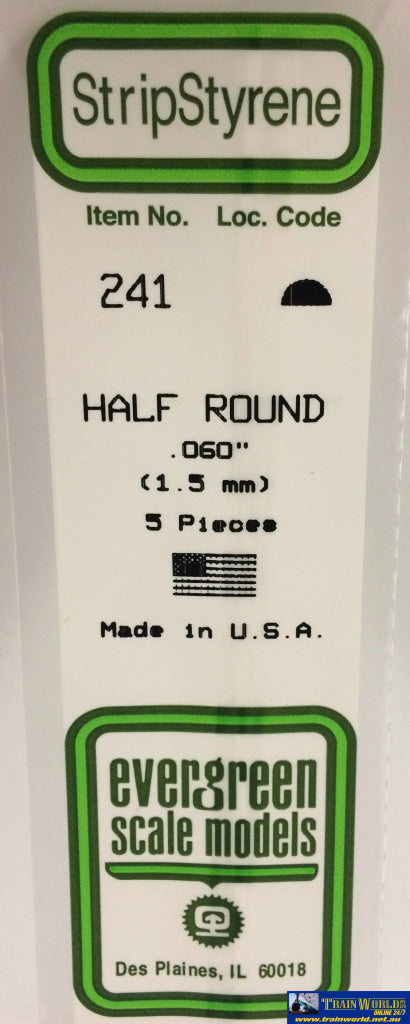 StripStyrene
Item No. Loc. Code
241
HALF ROUND
.060"
(1.5 mm)
5 Pieces
Made in U.S.A.
evergreen
scale models
Des Plaines, IL 60018
TRAIN WORLD
ONLINE 24/7
www.trainworld.net.au